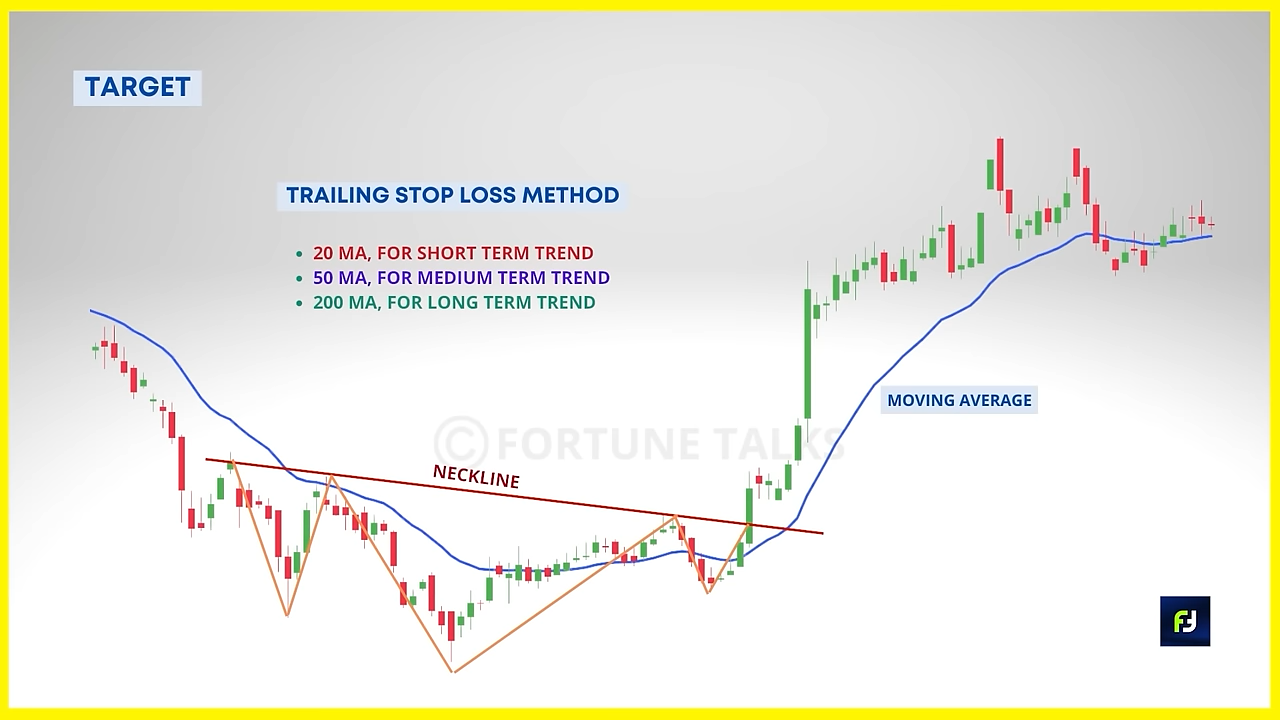 TARGET
TRAILING STOP LOSS METHOD
• 20 MA, FOR SHORT TERM TREND
• 50 MA, FOR MEDIUM TERM TREND
• 200 MA, FOR LONG TERM TREND
MOVING AVERAGE
© FORTUNE TALKS
NECKLINE